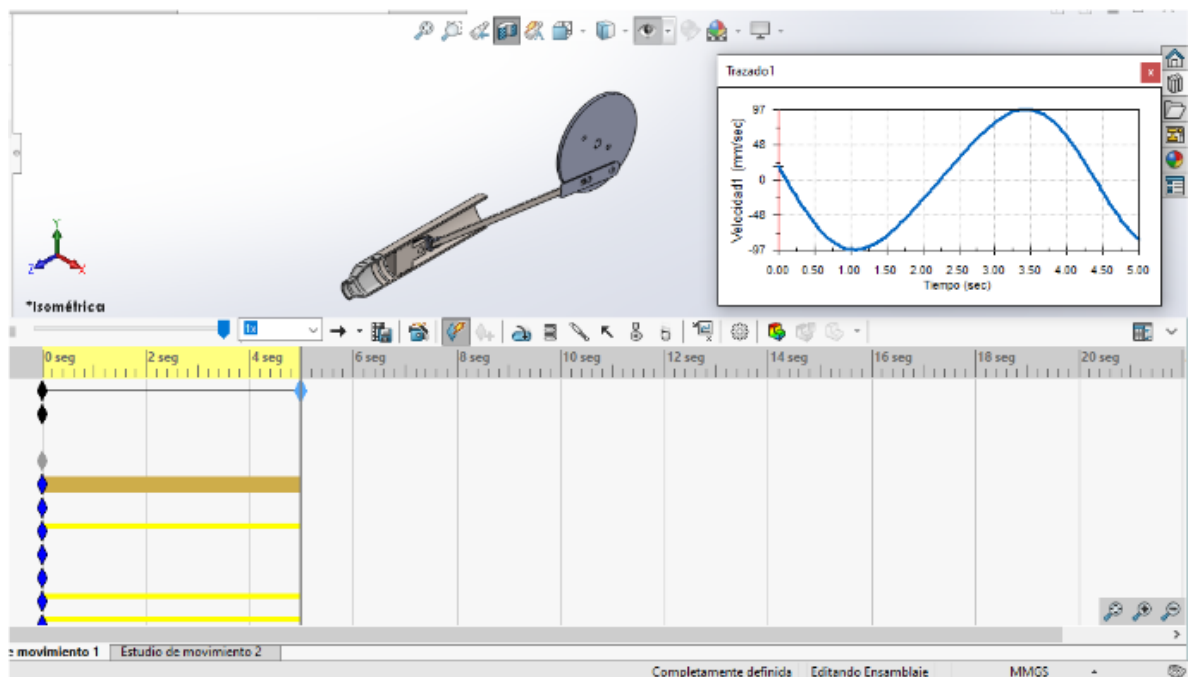 Trazado1
Velocidad1 (mm/sec)
97
48
0
-48
-97
0.00 0.50 1.00 1.50 2.00 2.50 3.00 3.50 4.00 4.50 5.00
Tiempo (sec)
Y
Z X
*Isométrica
1x
0 seg 2 seg 4 seg 6 seg 8 seg 10 seg 12 seg 14 seg 16 seg 18 seg 20 seg
movimiento 1 Estudio de movimiento 2
Completamente definida Editando Ensamblaje MMGS